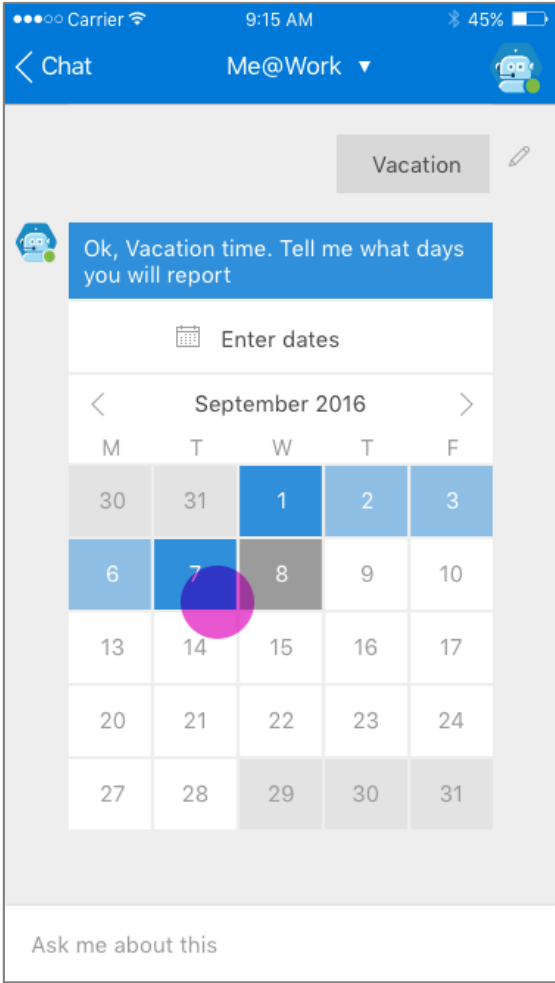 Carrier 9:15 AM 45%
Chat Me@Work ▼
Vacation
Ok, Vacation time. Tell me what days
you will report
Enter dates
September 2016
M T W T F
30 31 1 2 3
6 7 8 9 10
13 14 15 16 17
20 21 22 23 24
27 28 29 30 31
Ask me about this